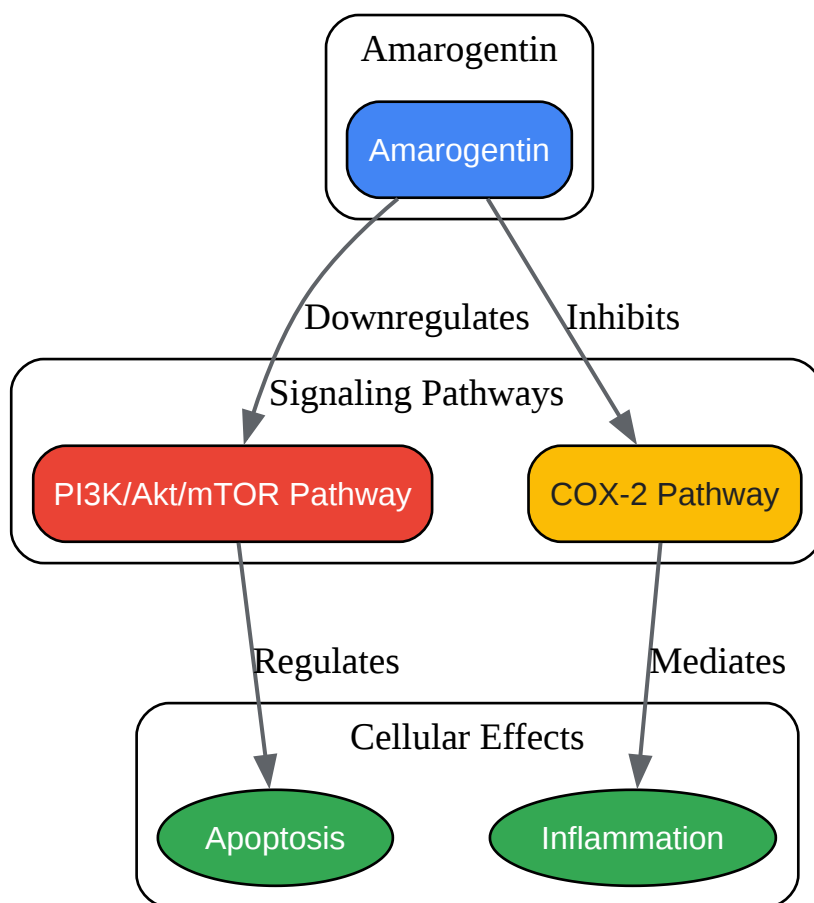 Amarogentin
Amarogentin
Downregulates
Inhibits
Signaling Pathways
PI3K/Akt/mTOR Pathway
COX-2 Pathway
Regulates
Mediates
Cellular Effects
Apoptosis
Inflammation